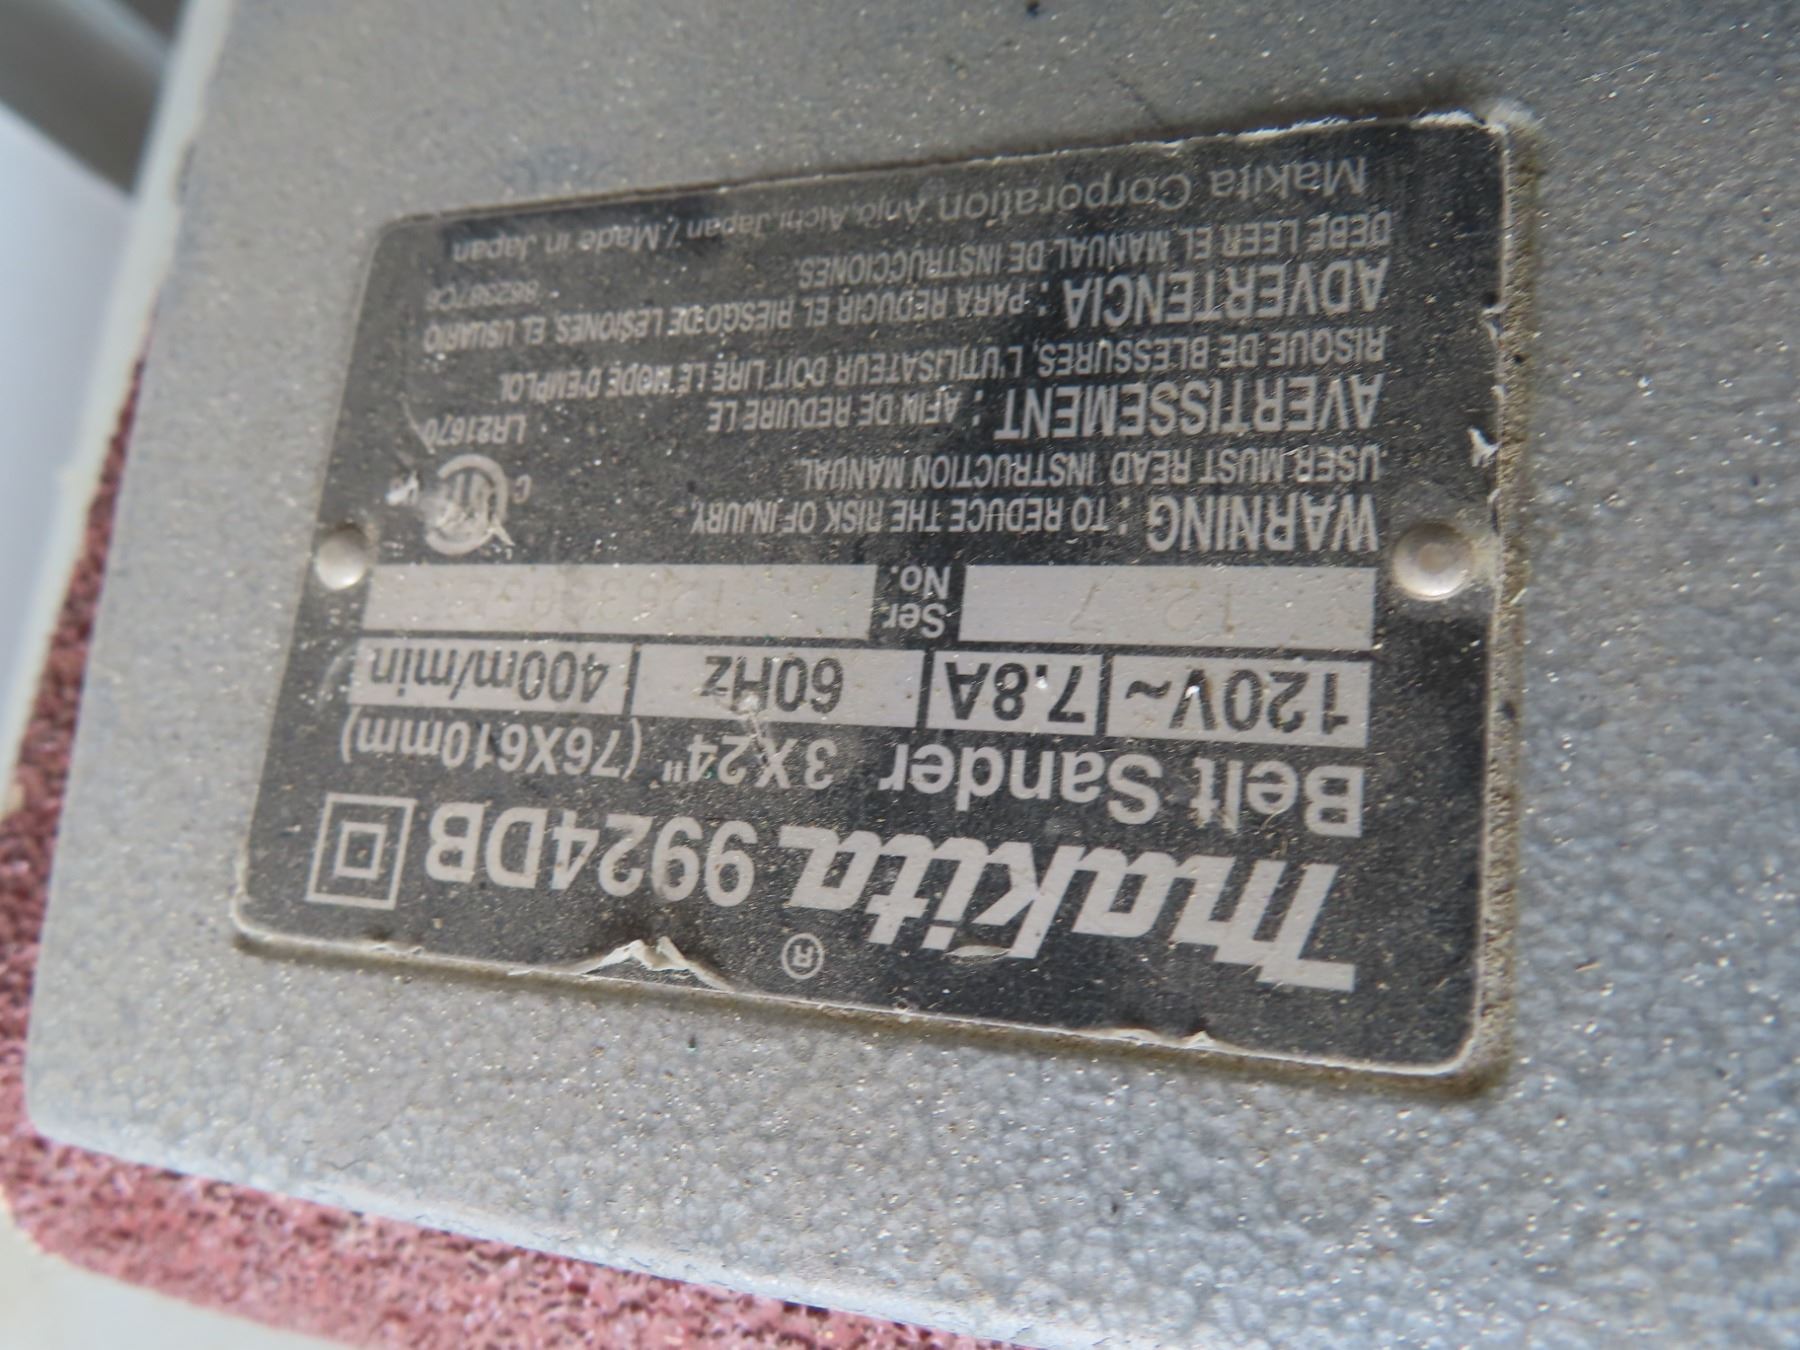 Makita® 9924DB
Belt Sander 3X24" (76X610mm)
120V~ 7.8A 60Hz 400m/min
Ser No.
WARNING : TO REDUCE THE RISK OF INJURY,
USER MUST READ INSTRUCTION MANUAL.
AVERTISSEMENT : AFIN DE REDUIRE LE
RISQUE DE BLESSURES, L'UTILISATEUR DOIT LIRE LE MODE D'EMPLOI.
LR21670
ADVERTENCIA : PARA REDUCIR EL RIESGO DE LESIONES, EL USUARIO
DEBE LEER EL MANUAL DE INSTRUCCIONES.
Makita Corporation Anjo, Aichi, Japan / Made in Japan